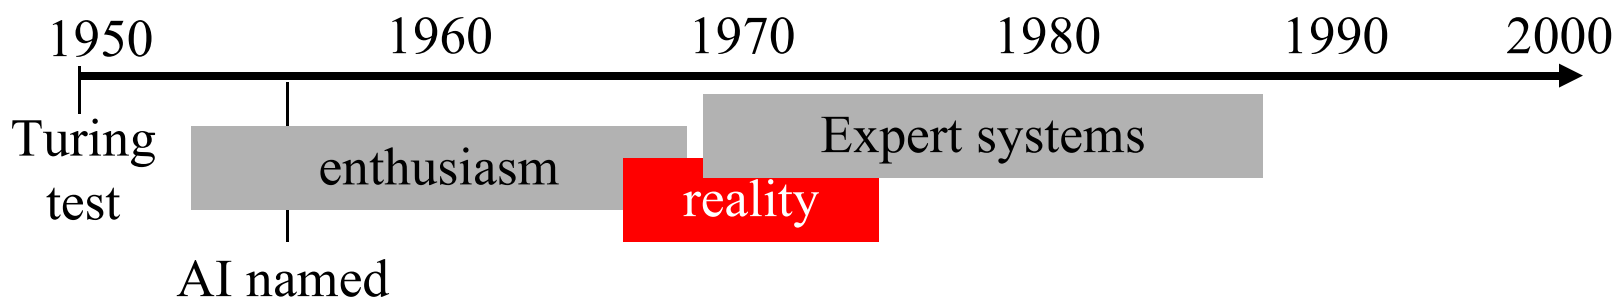 1950 1960 1970 1980 1990 2000
Turing
test
enthusiasm
Expert systems
reality
AI named